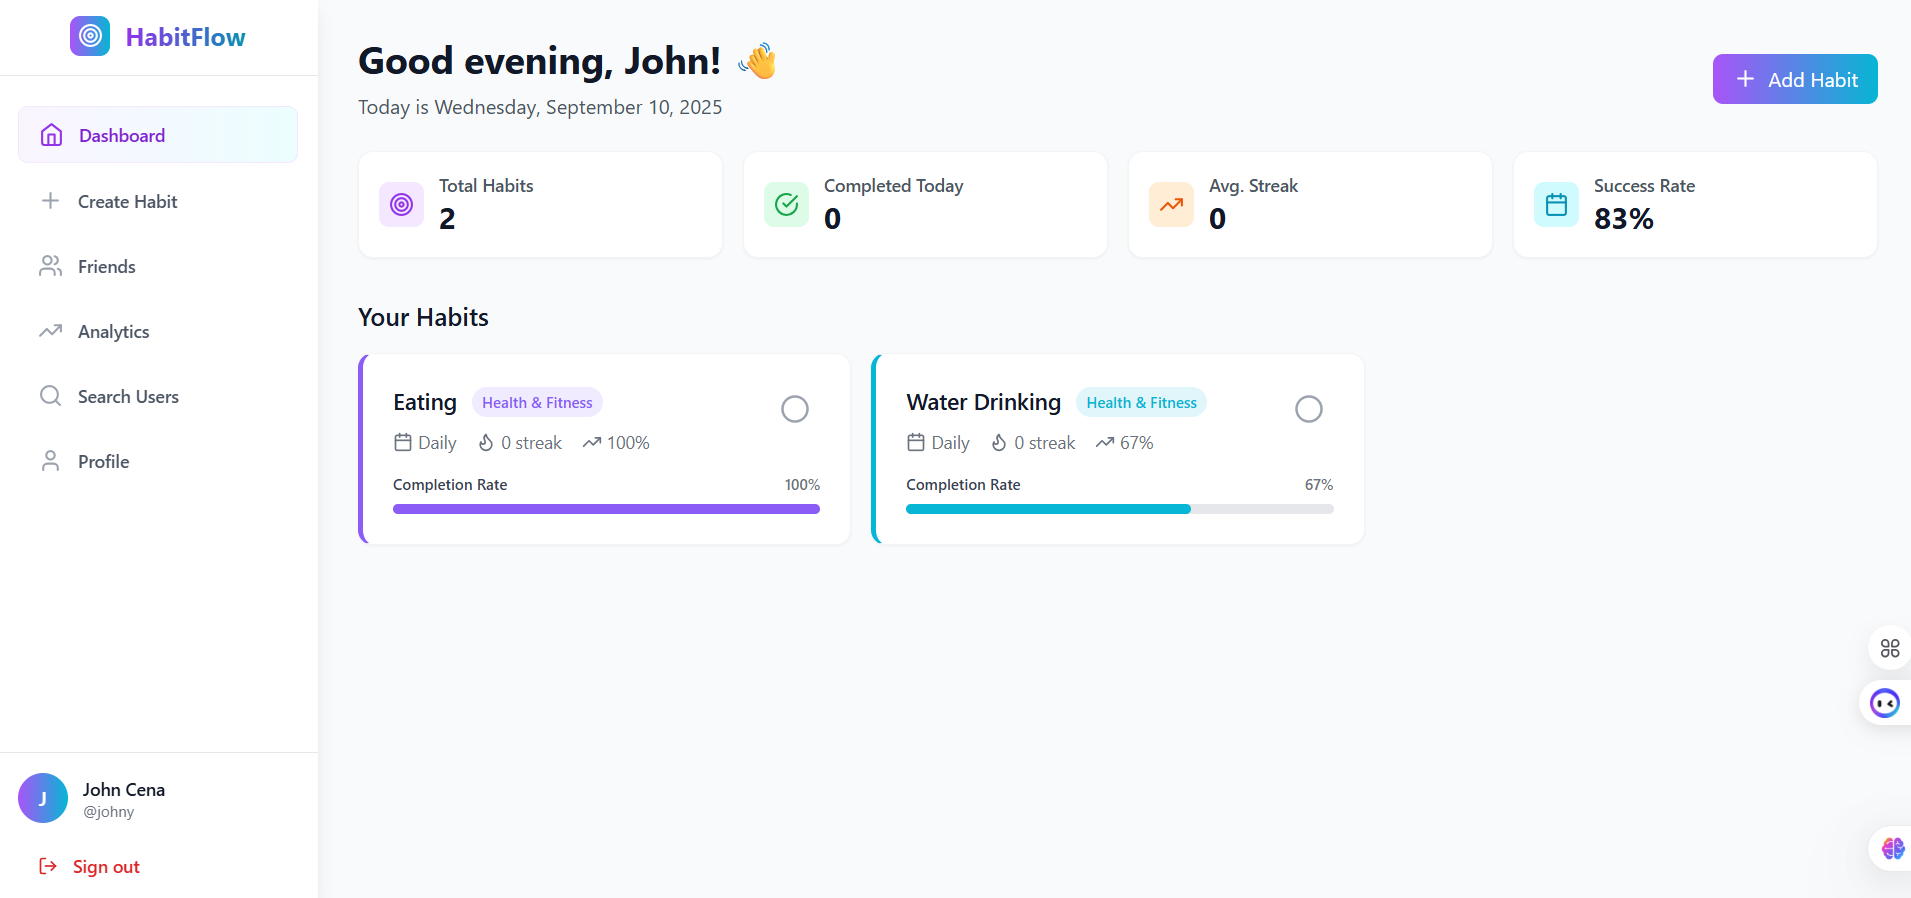 HabitFlow
Dashboard
Create Habit
Friends
Analytics
Search Users
Profile
John Cena
J
@johny
Sign out
Good evening, John! 👋
Today is Wednesday, September 10, 2025
Add Habit
Total Habits
2
Completed Today
0
Avg. Streak
0
Success Rate
83%
Your Habits
Eating Health & Fitness
Daily 0 streak 100%
Completion Rate 100%
Water Drinking Health & Fitness
Daily 0 streak 67%
Completion Rate 67%